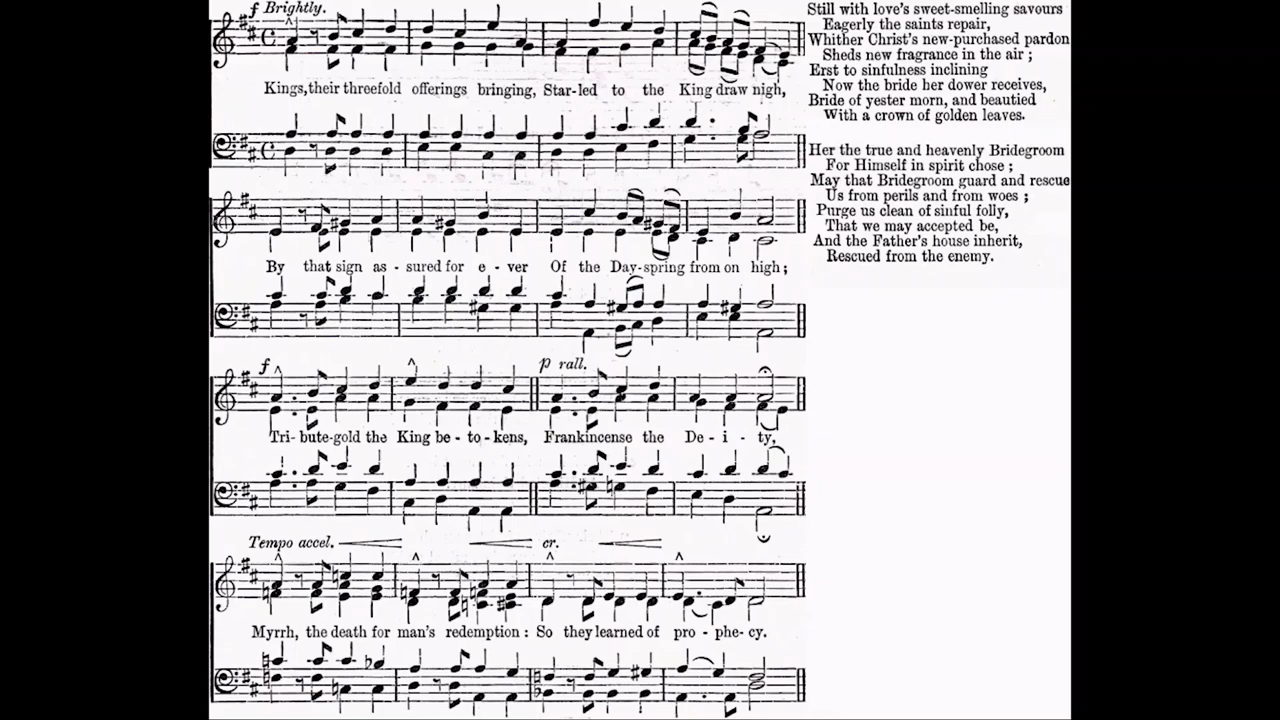 f Brightly.
Kings, their threefold offerings bringing, Star-led to the King draw nigh,
By that sign as - sured for e - ver Of the Day-spring from on high;
f p rall.
Tri- bute-gold the King be - to - kens, Frankincense the De - i - ty,
Tempo accel. cr.
Myrrh, the death for man's redemption: So they learned of pro - phe- cy.
Still with love's sweet-smelling savours
Eagerly the saints repair,
Whither Christ's new-purchased pardon
Sheds new fragrance in the air;
Erst to sinfulness inclining
Now the bride her dower receives,
Bride of yester morn, and beautied
With a crown of golden leaves.
Her the true and heavenly Bridegroom
For Himself in spirit chose;
May that Bridegroom guard and rescue
Us from perils and from woes;
Purge us clean of sinful folly,
That we may accepted be,
And the Father's house inherit,
Rescued from the enemy.